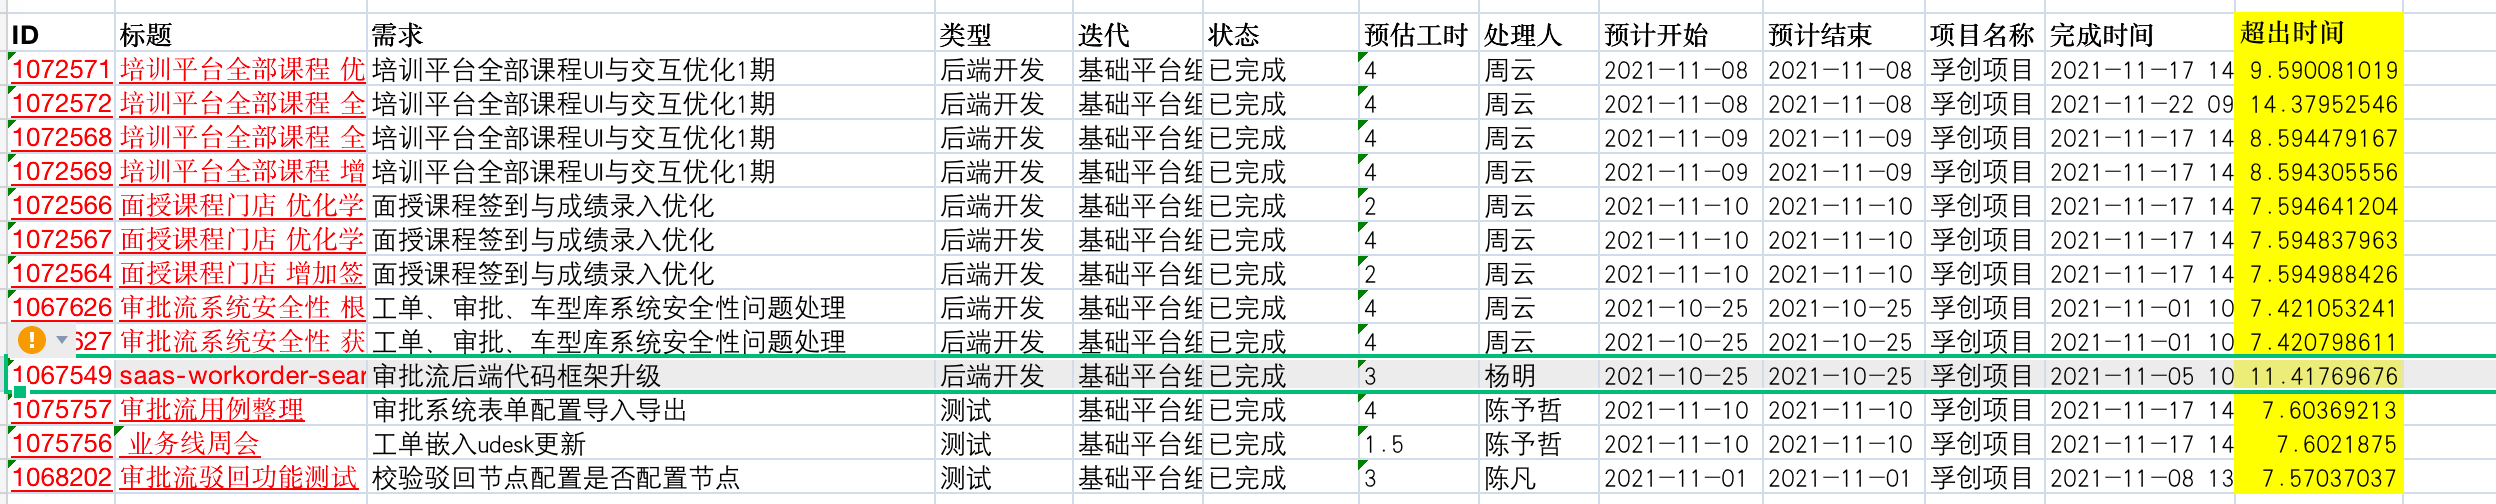 ID 标题 需求 类型 迭代 状态 预估工时 处理人 预计开始 预计结束 项目名称 完成时间 超出时间
1072571 培训平台全部课程 优 培训平台全部课程UI与交互优化1期 后端开发 基础平台组 已完成 4 周云 2021-11-08 2021-11-08 孚创项目 2021-11-17 14 9.590081019
1072572 培训平台全部课程 全 培训平台全部课程UI与交互优化1期 后端开发 基础平台组 已完成 4 周云 2021-11-08 2021-11-08 孚创项目 2021-11-22 09 14.37952546
1072568 培训平台全部课程 全 培训平台全部课程UI与交互优化1期 后端开发 基础平台组 已完成 4 周云 2021-11-09 2021-11-09 孚创项目 2021-11-17 14 8.594479167
1072569 培训平台全部课程 增 培训平台全部课程UI与交互优化1期 后端开发 基础平台组 已完成 4 周云 2021-11-09 2021-11-09 孚创项目 2021-11-17 14 8.594305556
1072566 面授课程门店 优化学 面授课程签到与成绩录入优化 后端开发 基础平台组 已完成 2 周云 2021-11-10 2021-11-10 孚创项目 2021-11-17 14 7.594641204
1072567 面授课程门店 优化学 面授课程签到与成绩录入优化 后端开发 基础平台组 已完成 4 周云 2021-11-10 2021-11-10 孚创项目 2021-11-17 14 7.594837963
1072564 面授课程门店 增加签 面授课程签到与成绩录入优化 后端开发 基础平台组 已完成 2 周云 2021-11-10 2021-11-10 孚创项目 2021-11-17 14 7.594988426
1067626 审批流系统安全性 根 工单、审批、车型库系统安全性问题处理 后端开发 基础平台组 已完成 4 周云 2021-10-25 2021-10-25 孚创项目 2021-11-01 10 7.421053241
627 审批流系统安全性 获 工单、审批、车型库系统安全性问题处理 后端开发 基础平台组 已完成 4 周云 2021-10-25 2021-10-25 孚创项目 2021-11-01 10 7.420798611
1067549 saas-workorder-sear 审批流后端代码框架升级 后端开发 基础平台组 已完成 3 杨明 2021-10-25 2021-10-25 孚创项目 2021-11-05 10 11.41769676
1075757 审批流用例整理 审批系统表单配置导入导出 测试 基础平台组 已完成 4 陈予哲 2021-11-10 2021-11-10 孚创项目 2021-11-17 14 7.60369213
1075756 业务线周会 工单嵌入udesk更新 测试 基础平台组 已完成 1.5 陈予哲 2021-11-10 2021-11-10 孚创项目 2021-11-17 14 7.6021875
1068202 审批流驳回功能测试 校验驳回节点配置是否配置节点 测试 基础平台组 已完成 3 陈凡 2021-11-01 2021-11-01 孚创项目 2021-11-08 13 7.57037037